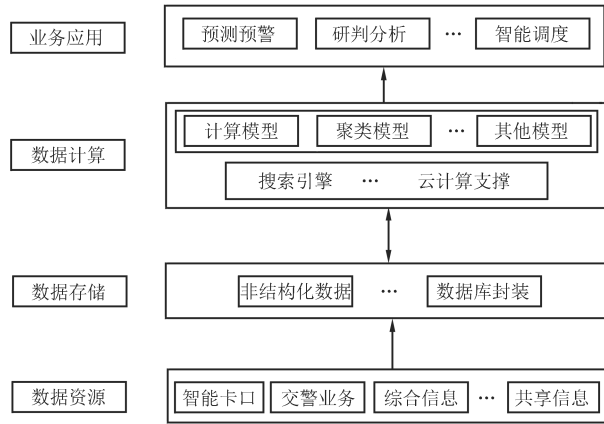 业务应用 预测预警 研判分析 … 智能调度
数据计算 计算模型 聚类模型 … 其他模型
搜索引擎 … 云计算支撑
数据存储 非结构化数据 … 数据库封装
数据资源 智能卡口 交警业务 综合信息 … 共享信息